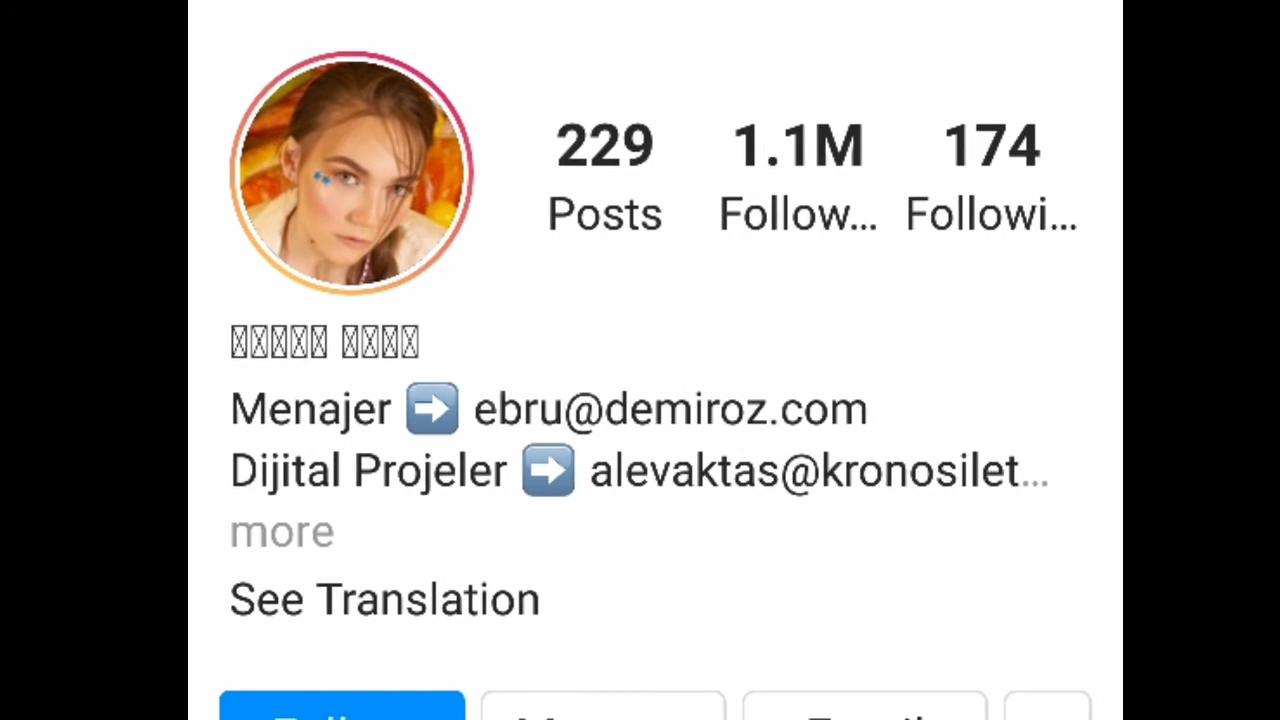 229 1.1M 174
Posts Follow... Followi...
Menajer ➡️ ebru@demiroz.com
Dijital Projeler ➡️ alevaktas@kronosilet...
more
See Translation